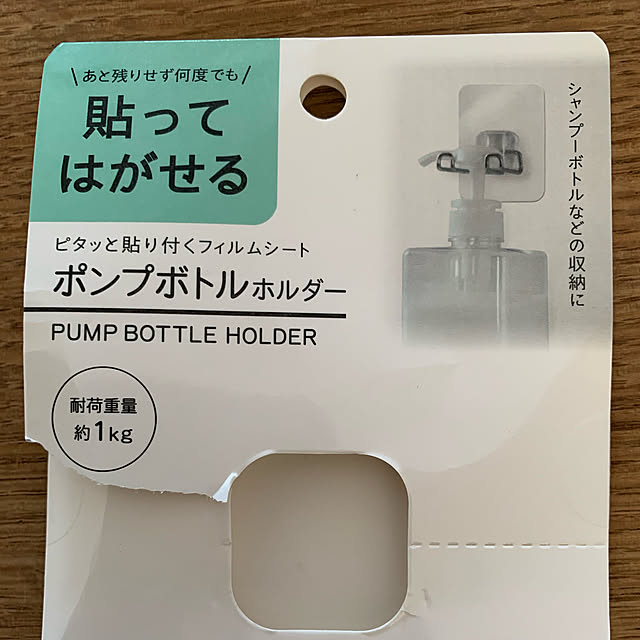 \ あと残りせず何度でも /
貼って
はがせる
ピタッと貼り付くフィルムシート
ポンプボトルホルダー
PUMP BOTTLE HOLDER
耐荷重量
約1kg
シャンプーボトルなどの収納に